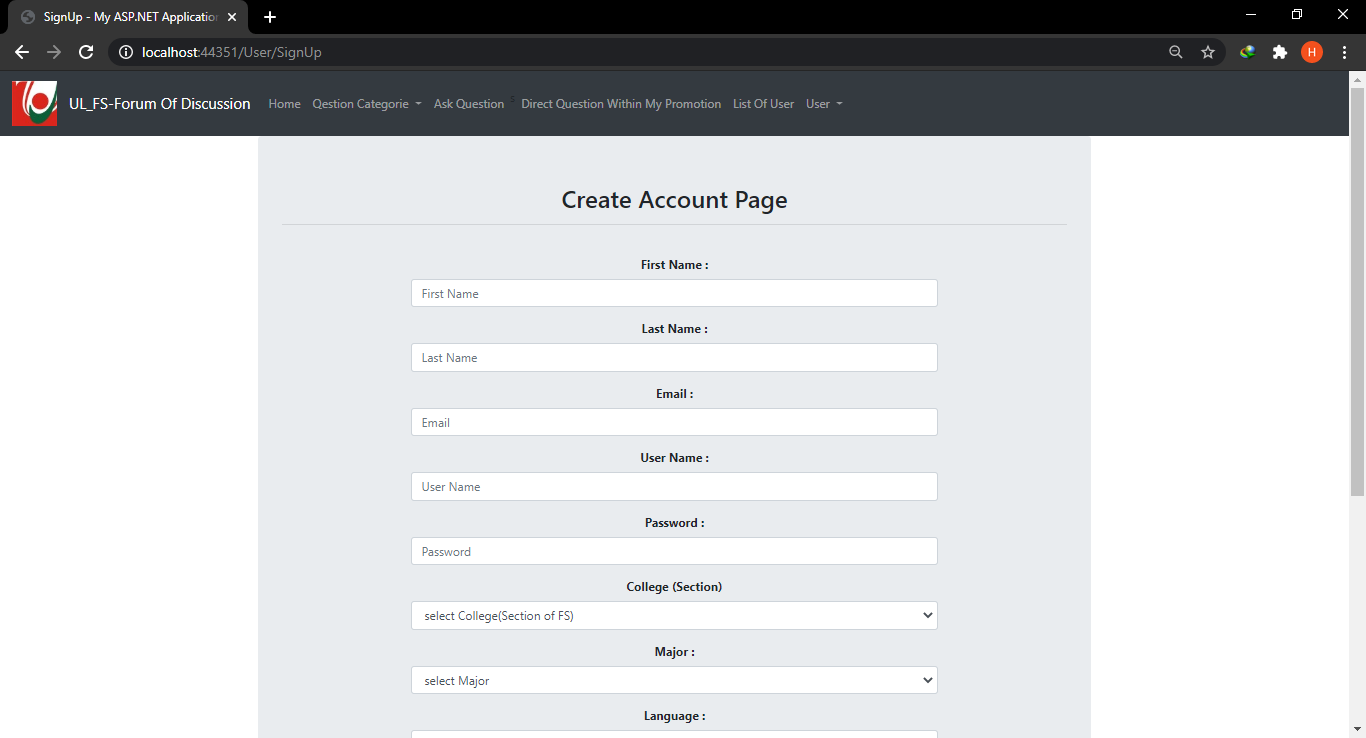 SignUp - My ASP.NET Application
localhost:44351/User/SignUp
H
UL_FS-Forum Of Discussion Home Qestion Categorie Ask Question s Direct Question Within My Promotion List Of User User
Create Account Page
First Name :
First Name
Last Name :
Last Name
Email :
Email
User Name :
User Name
Password :
Password
College (Section)
select College(Section of FS)
Major :
select Major
Language :